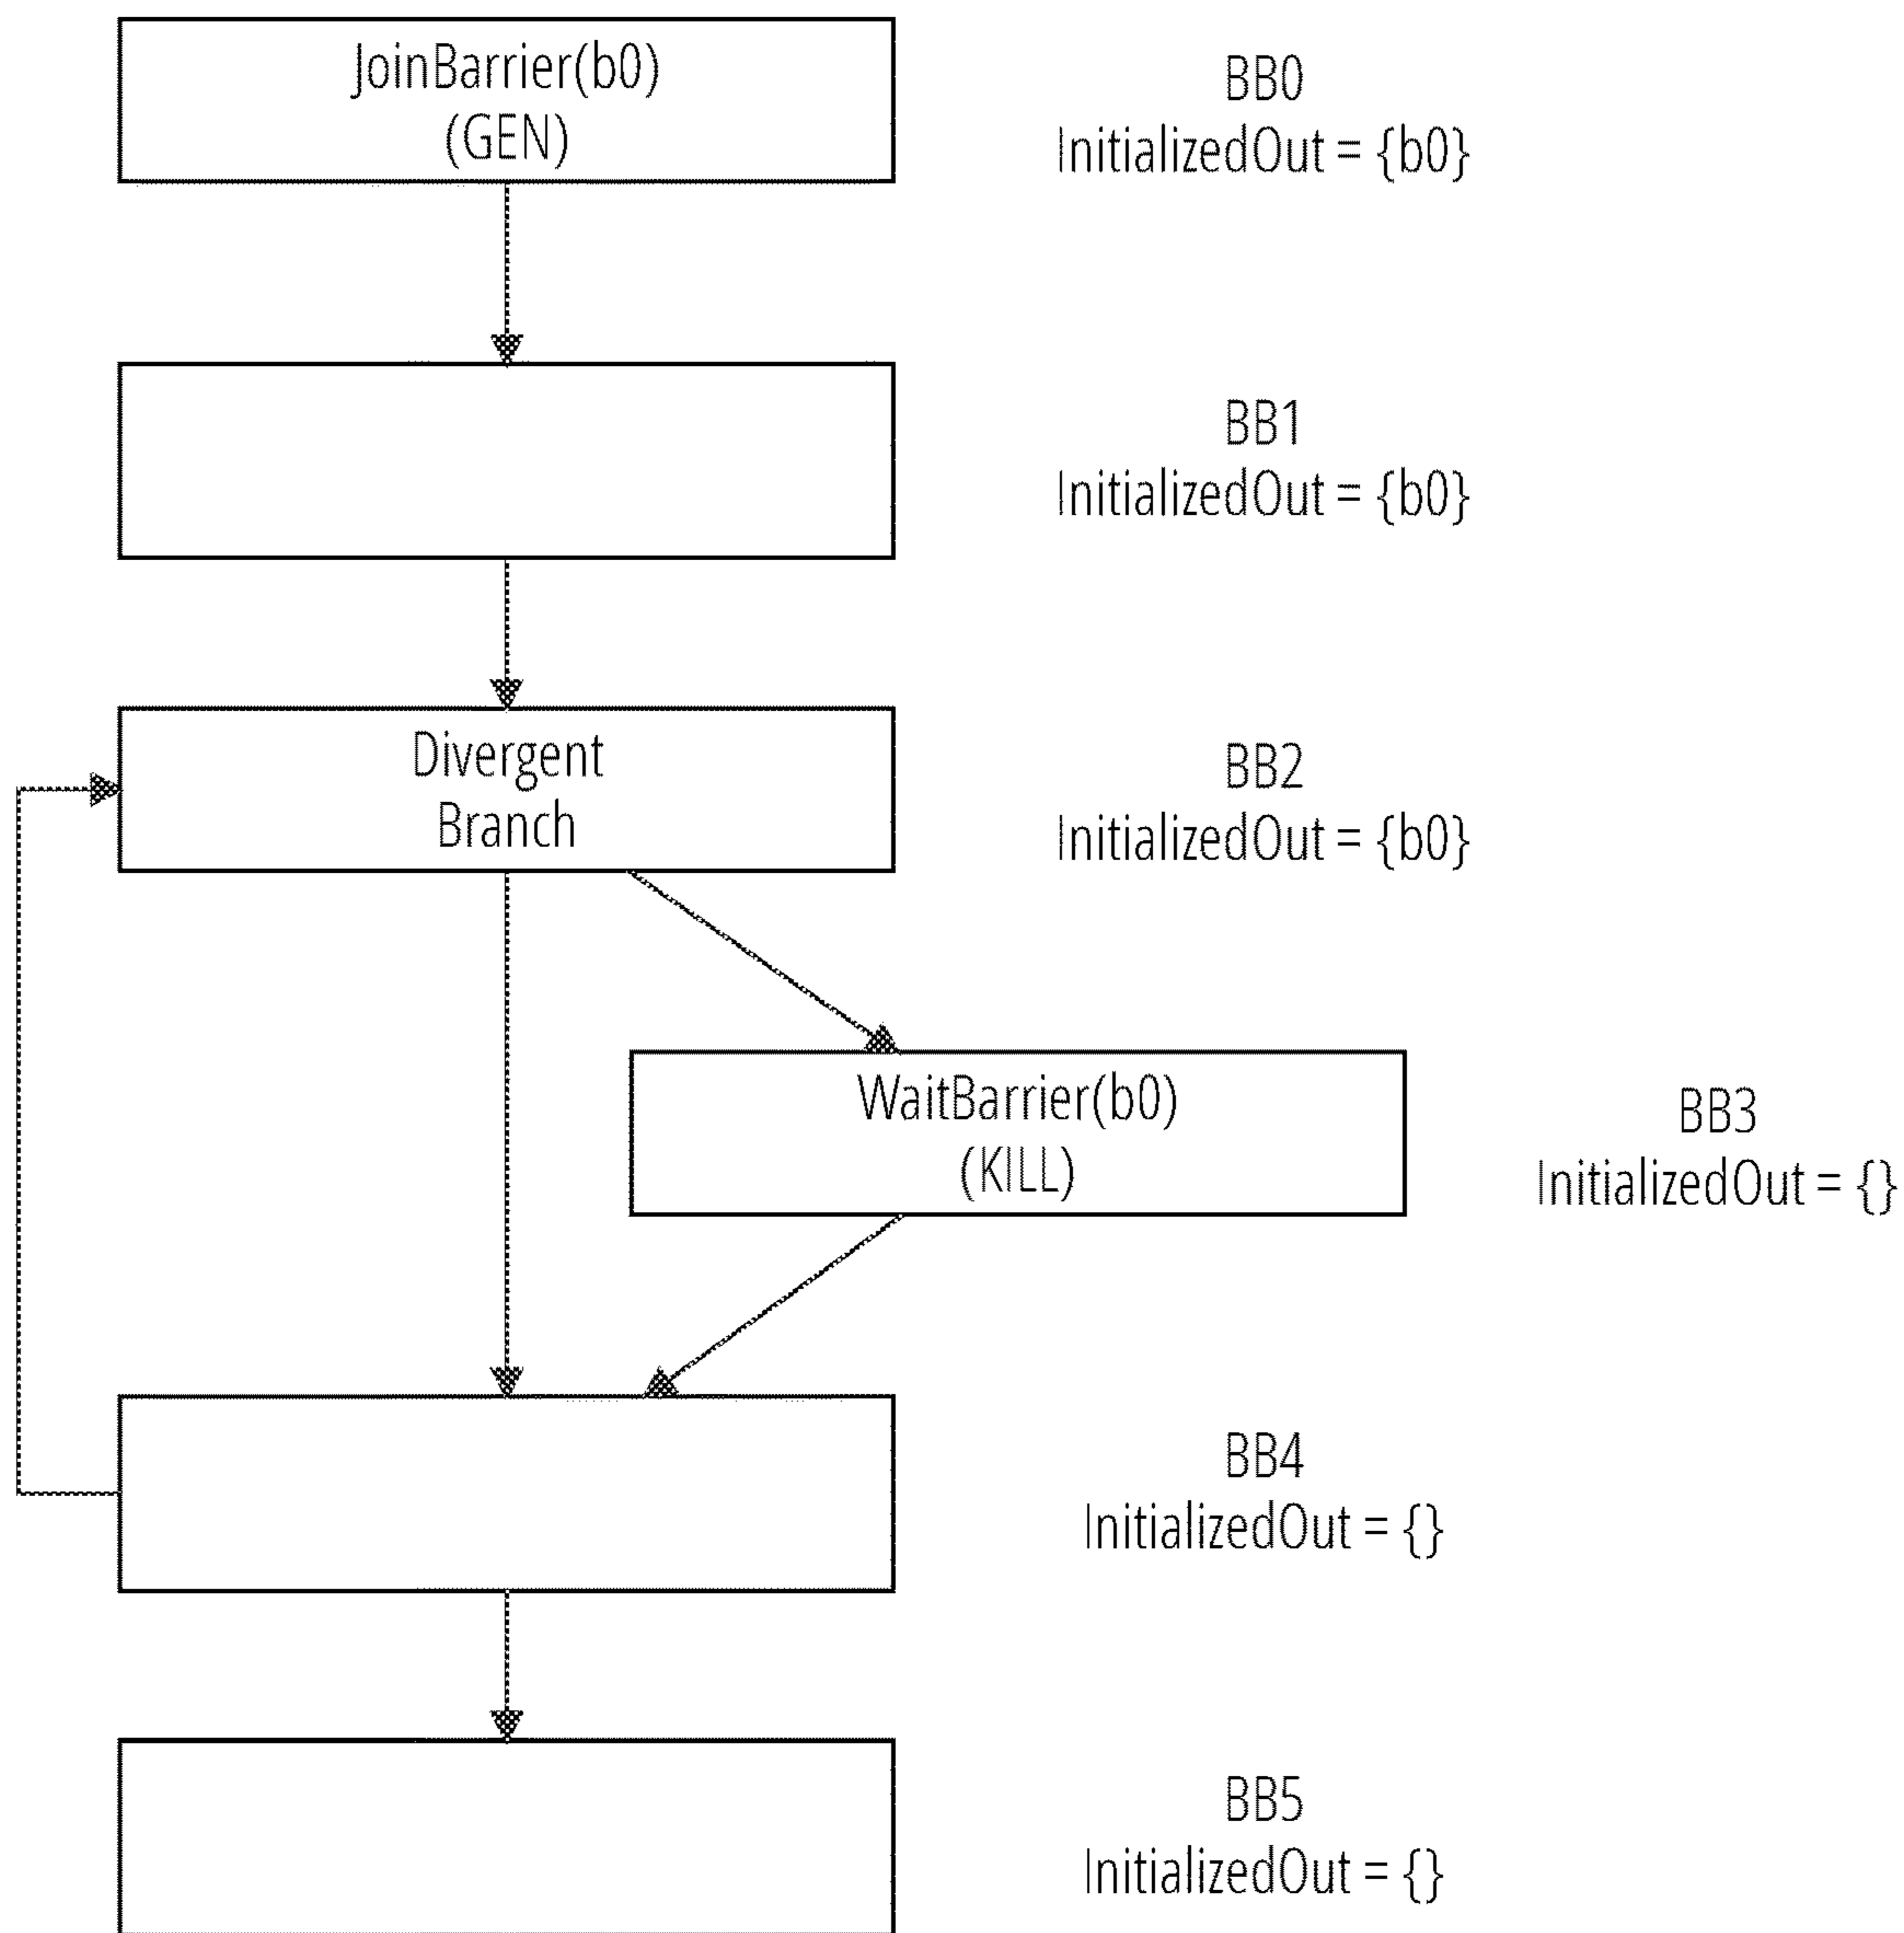 JoinBarrier(b0)
(GEN)
BB0
InitializedOut = {b0}
BB1
InitializedOut = {b0}
Divergent
Branch
BB2
InitializedOut = {b0}
WaitBarrier(b0)
(KILL)
BB3
InitializedOut = {}
BB4
InitializedOut = {}
BB5
InitializedOut = {}